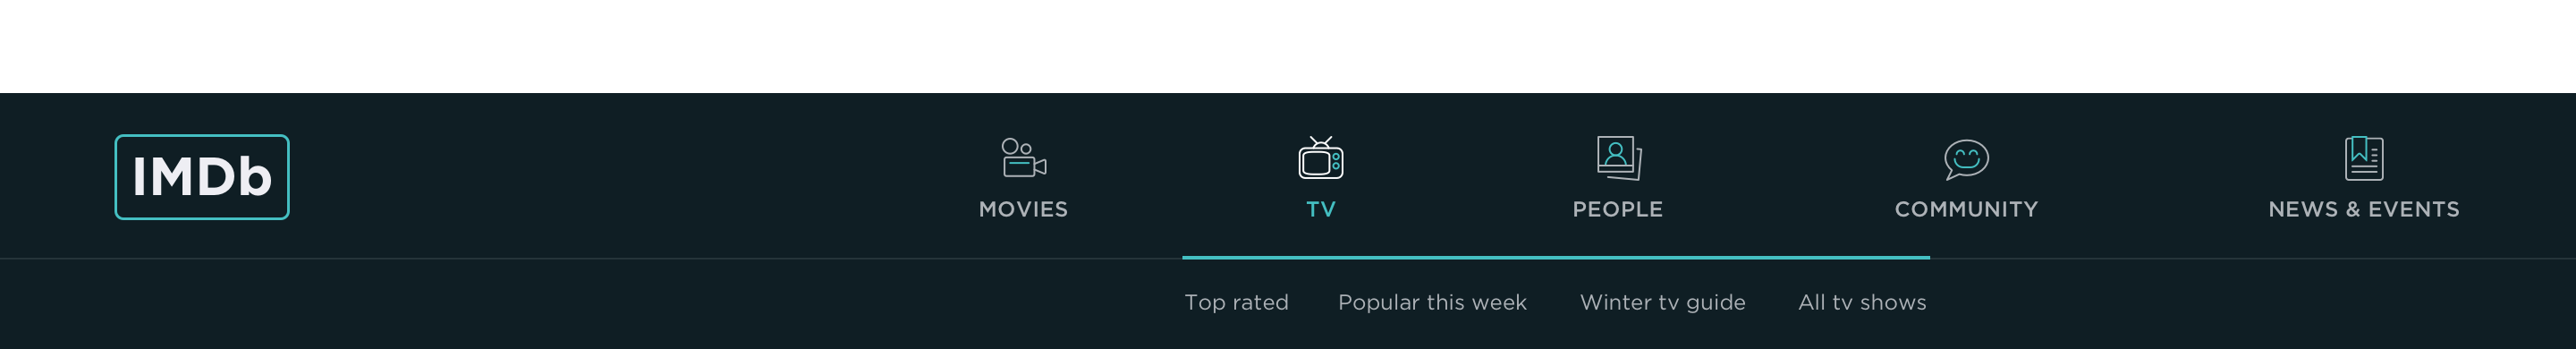 IMDb
MOVIES
TV
PEOPLE
COMMUNITY
NEWS & EVENTS
Top rated
Popular this week
Winter tv guide
All tv shows